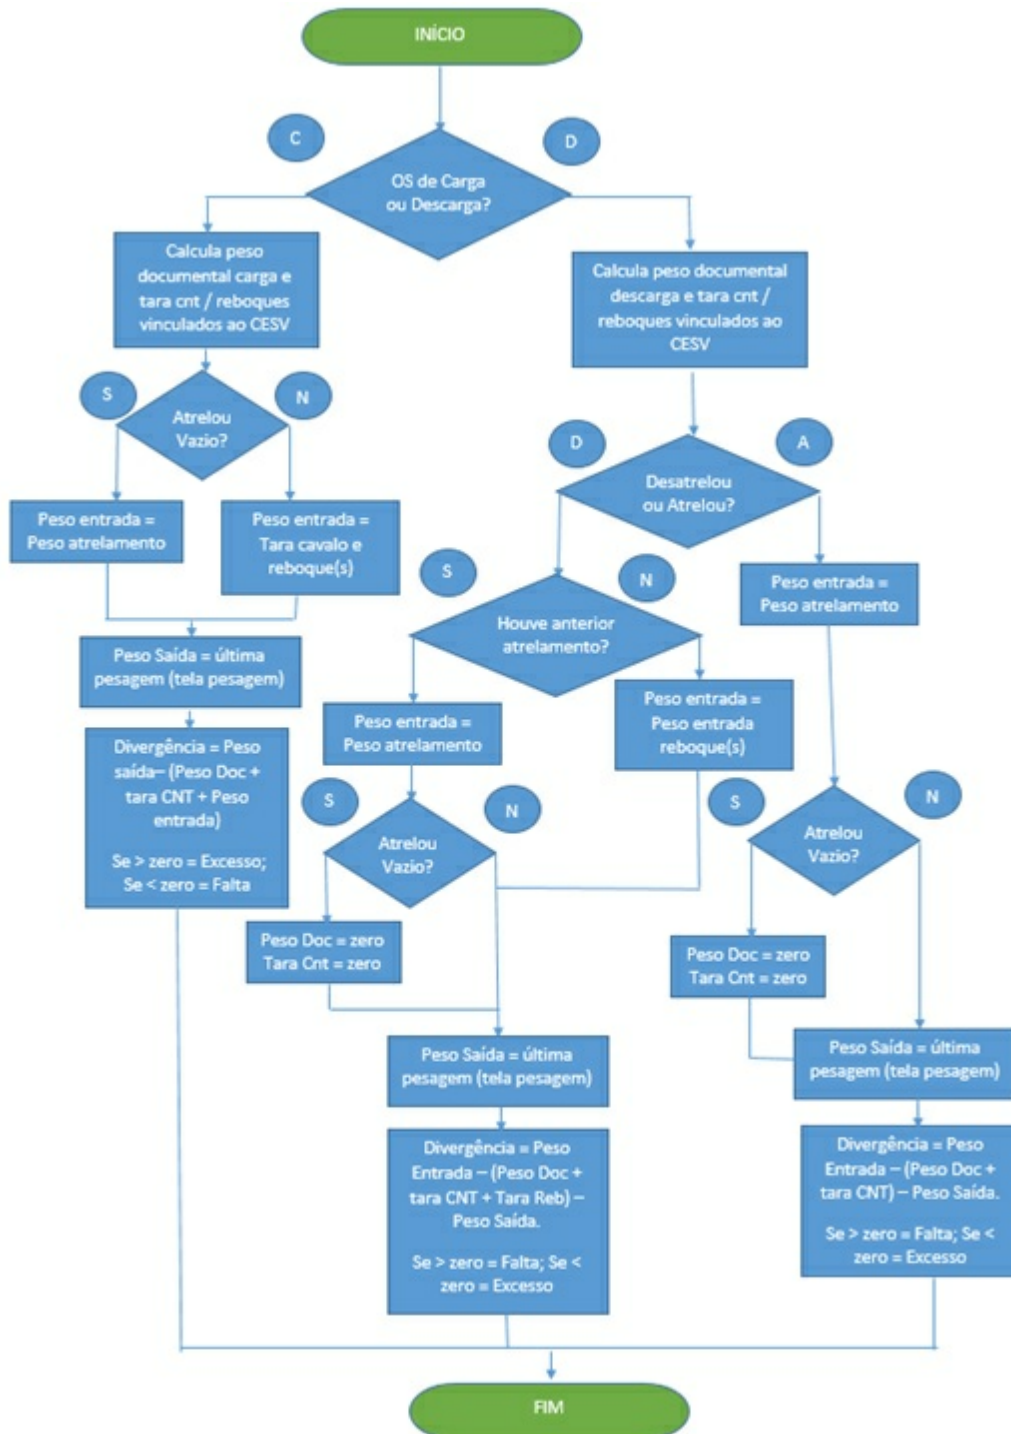 INÍCIO
C
D
OS de Carga
ou Descarga?
Calcula peso
documental carga e
tara cnt / reboques
vinculados ao CESV
Calcula peso documental
descarga e tara cnt /
reboques vinculados ao
CESV
S
N
Atrelou
Vazio?
D
A
Desatrelou
ou Atrelou?
Peso entrada =
Peso atrelamento
Peso entrada =
Tara cavalo e
reboque(s)
S
N
Houve anterior
atrelamento?
Peso entrada =
Peso atrelamento
Peso Saída = última
pesagem (tela pesagem)
Peso entrada =
Peso atrelamento
Peso entrada =
Peso entrada
reboque(s)
Divergência = Peso
saída– (Peso Doc +
tara CNT + Peso
entrada)
Se > zero = Excesso;
Se < zero = Falta
S
N
Atrelou
Vazio?
S
N
Atrelou
Vazio?
Peso Doc = zero
Tara Cnt = zero
Peso Doc = zero
Tara Cnt = zero
Peso Saída = última
pesagem (tela pesagem)
Peso Saída = última
pesagem (tela pesagem)
Divergência = Peso
Entrada – (Peso Doc +
tara CNT + Tara Reb) –
Peso Saída.
Se > zero = Falta; Se <
zero = Excesso
Divergência = Peso
Entrada – (Peso Doc +
tara CNT) – Peso Saída.
Se > zero = Falta; Se <
zero = Excesso
FIM